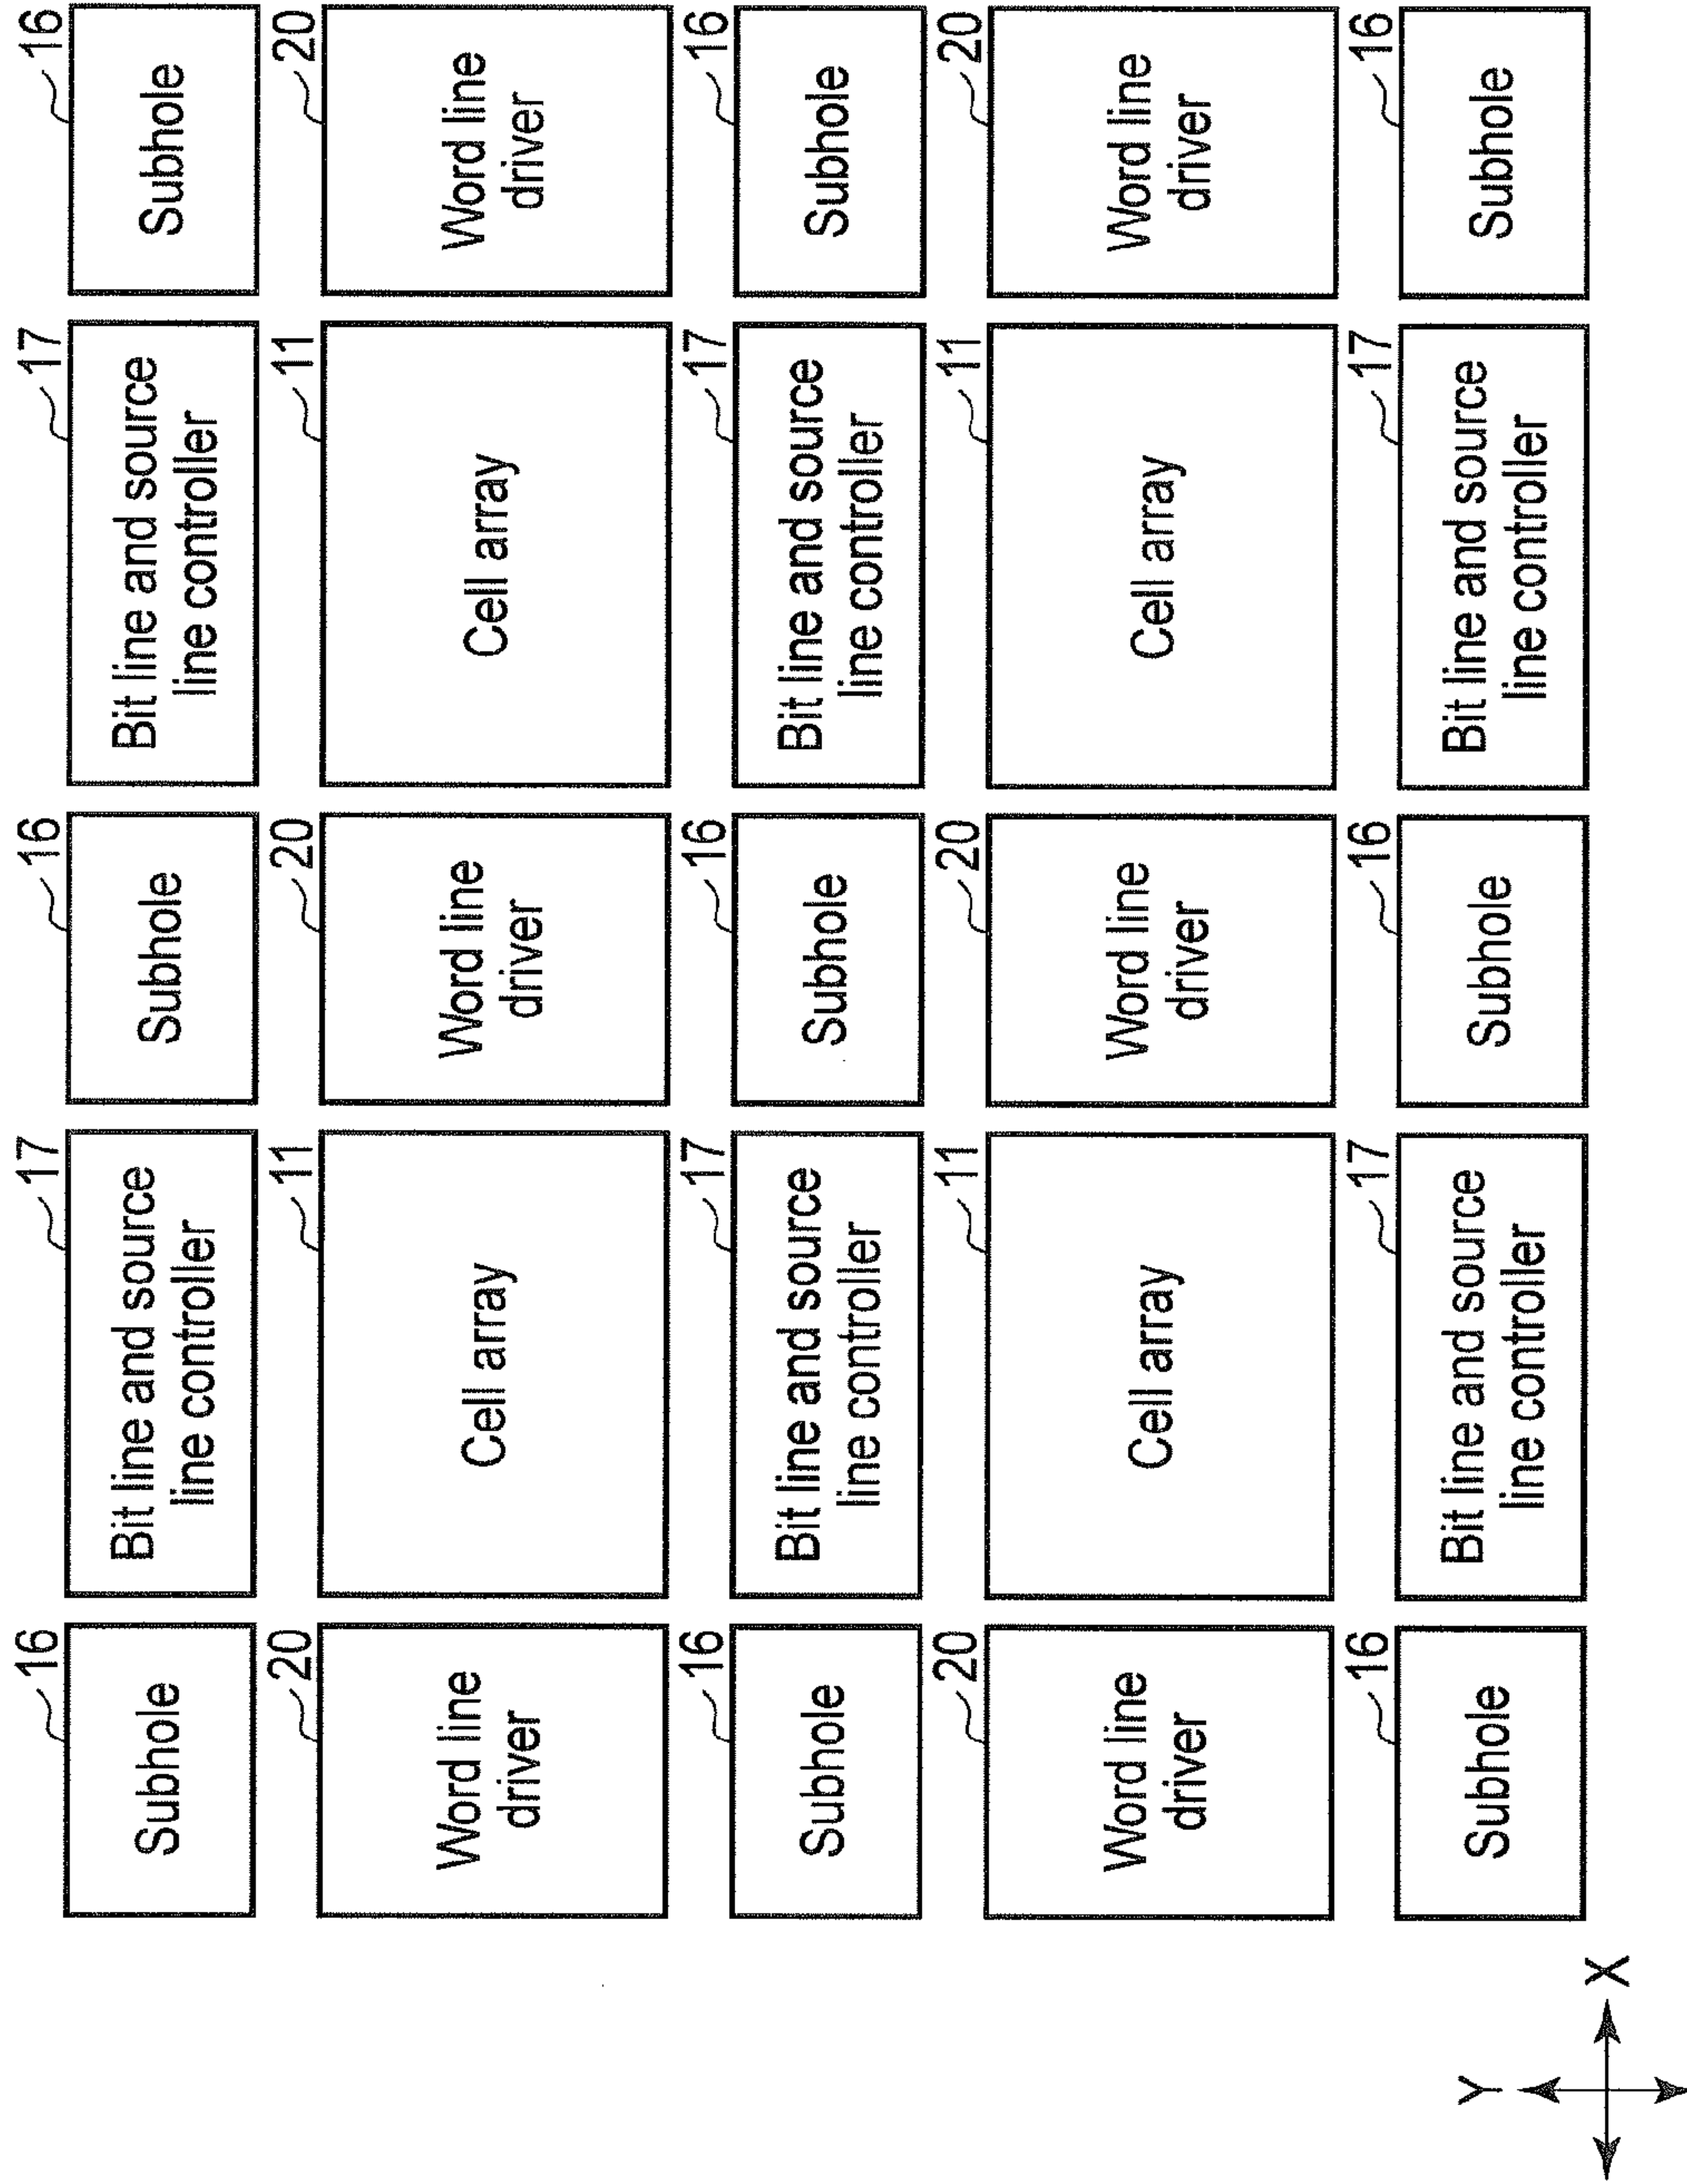 16
17
16
17
16
Subhole
Bit line and source
line controller
Subhole
Bit line and source
line controller
Subhole
20
11
20
11
20
Word line
driver
Cell array
Word line
driver
Cell array
Word line
driver
16
17
16
17
16
Subhole
Bit line and source
line controller
Subhole
Bit line and source
line controller
Subhole
20
11
20
11
20
Word line
driver
Cell array
Word line
driver
Cell array
Word line
driver
16
17
16
17
16
Subhole
Bit line and source
line controller
Subhole
Bit line and source
line controller
Subhole
Y
X